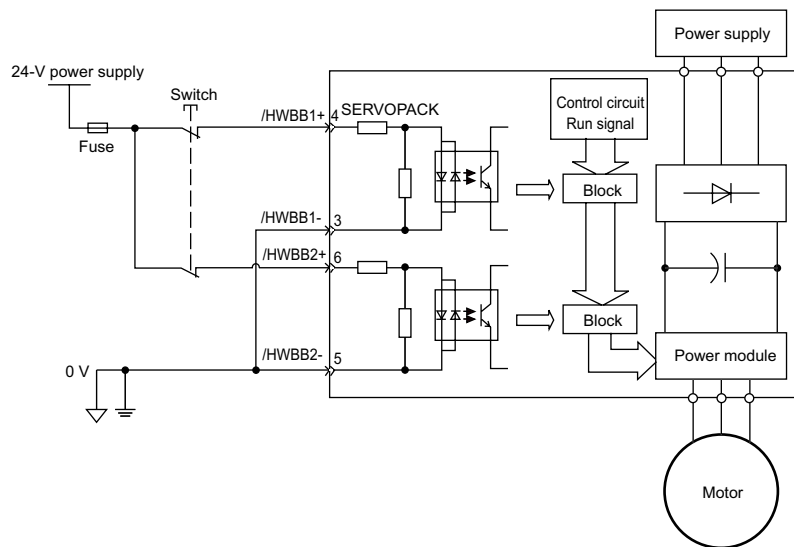 Power supply
24-V power supply
Switch
Fuse
/HWBB1+
4
SERVOPACK
Control circuit
Run signal
Block
/HWBB1-
3
/HWBB2+
6
Block
Power module
/HWBB2-
5
0 V
Motor